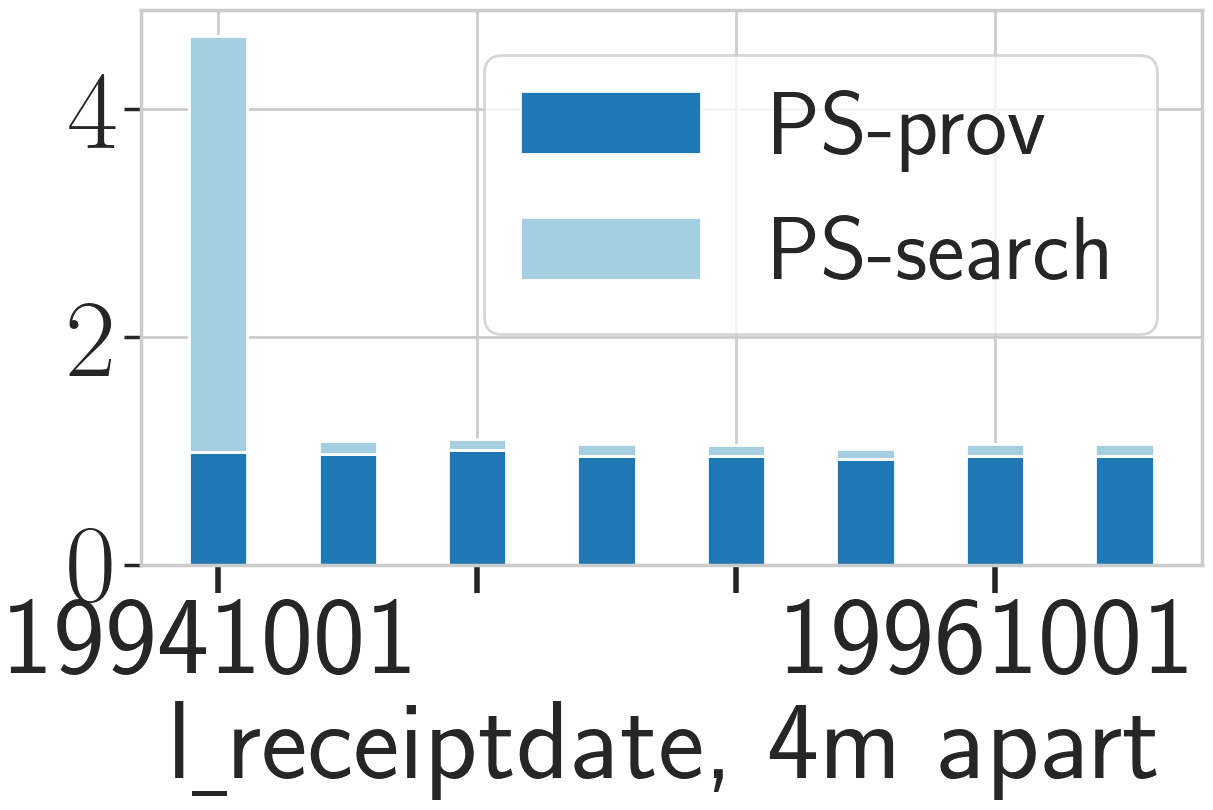 4
2
0
PS-prov
PS-search
19941001 19961001
l_receiptdate, 4m apart